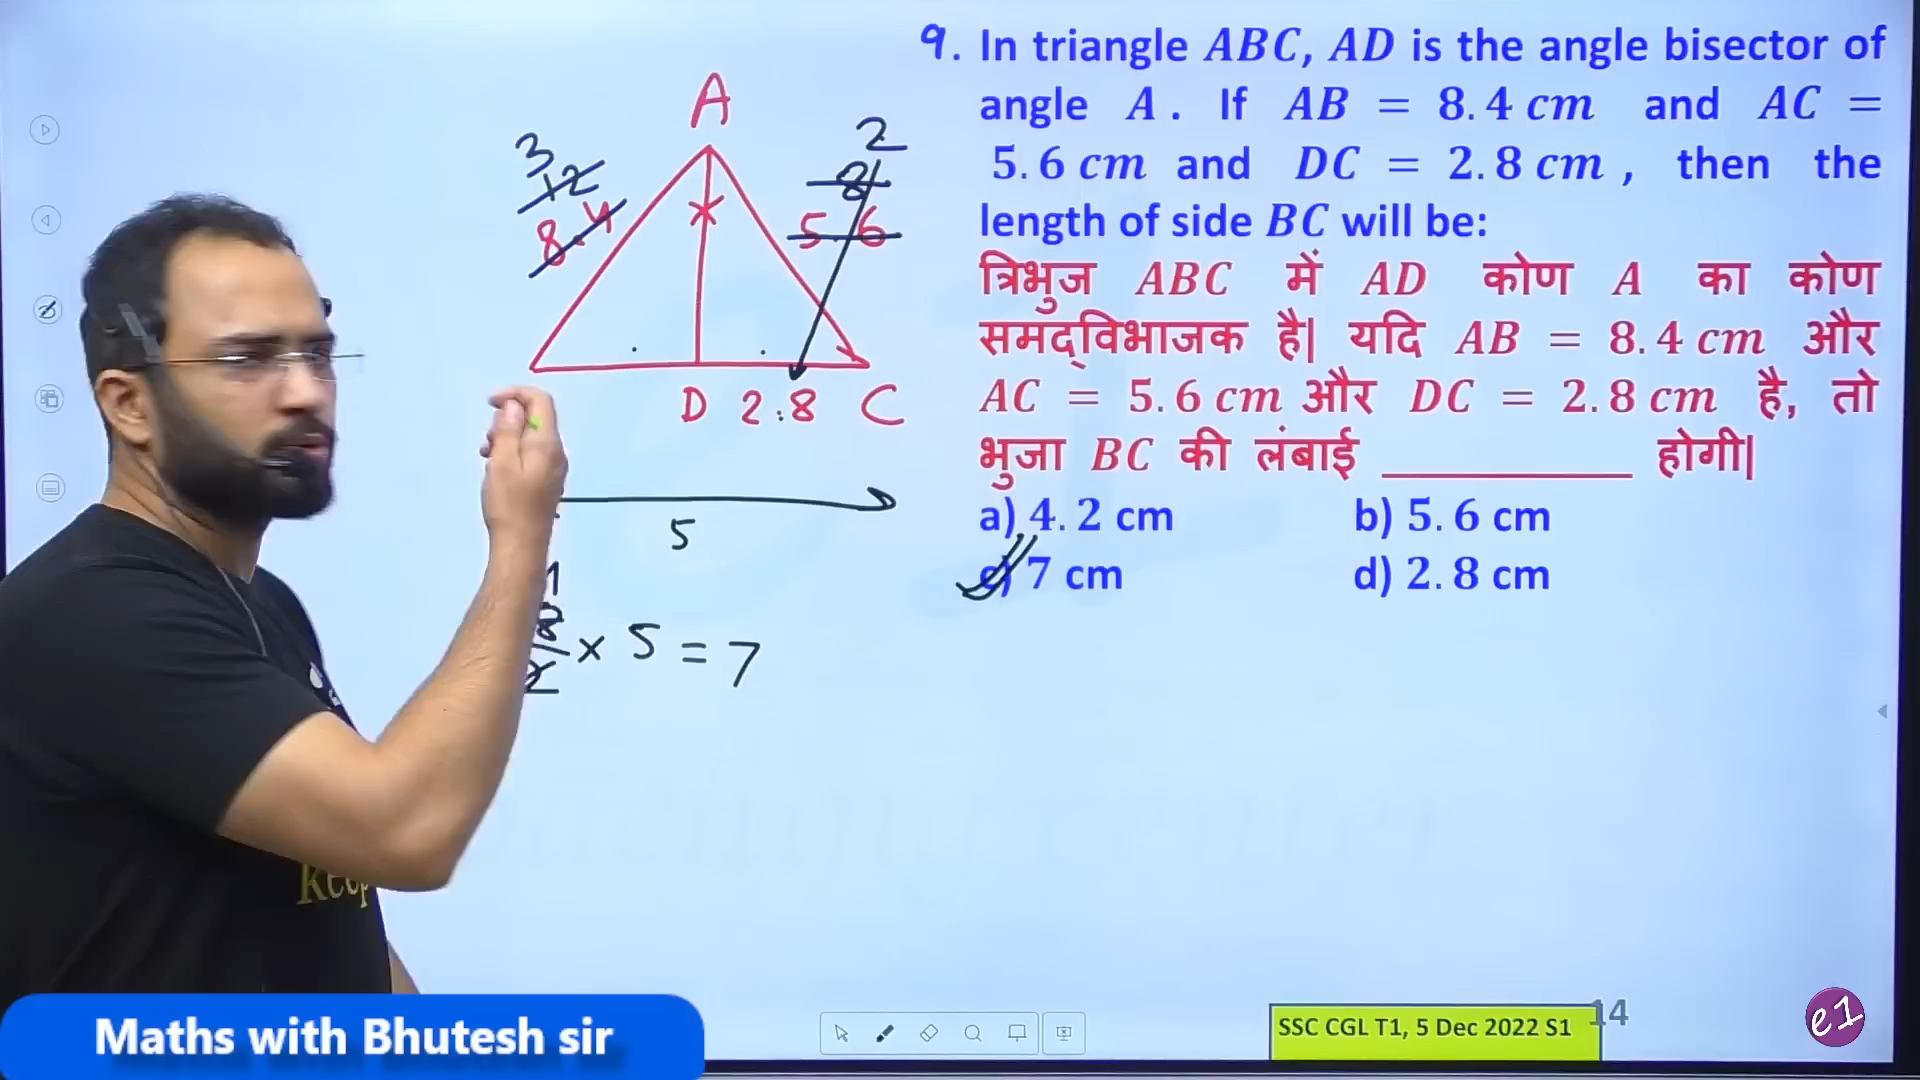 9. In triangle ABC, AD is the angle bisector of
angle A. If AB = 8.4 cm and AC =
5.6 cm and DC = 2.8 cm, then the
length of side BC will be:
त्रिभुज ABC में AD कोण A का कोण
समद्विभाजक है| यदि AB = 8.4 cm और
AC = 5.6 cm और DC = 2.8 cm है, तो
भुजा BC की लंबाई __________ होगी|
a) 4.2 cm b) 5.6 cm
c) 7 cm d) 2.8 cm
A
3
12
8.4
2
8
5.6
D 2.8 C
5
× 5 = 7
Maths with Bhutesh sir
SSC CGL T1, 5 Dec 2022 S1
14
e1